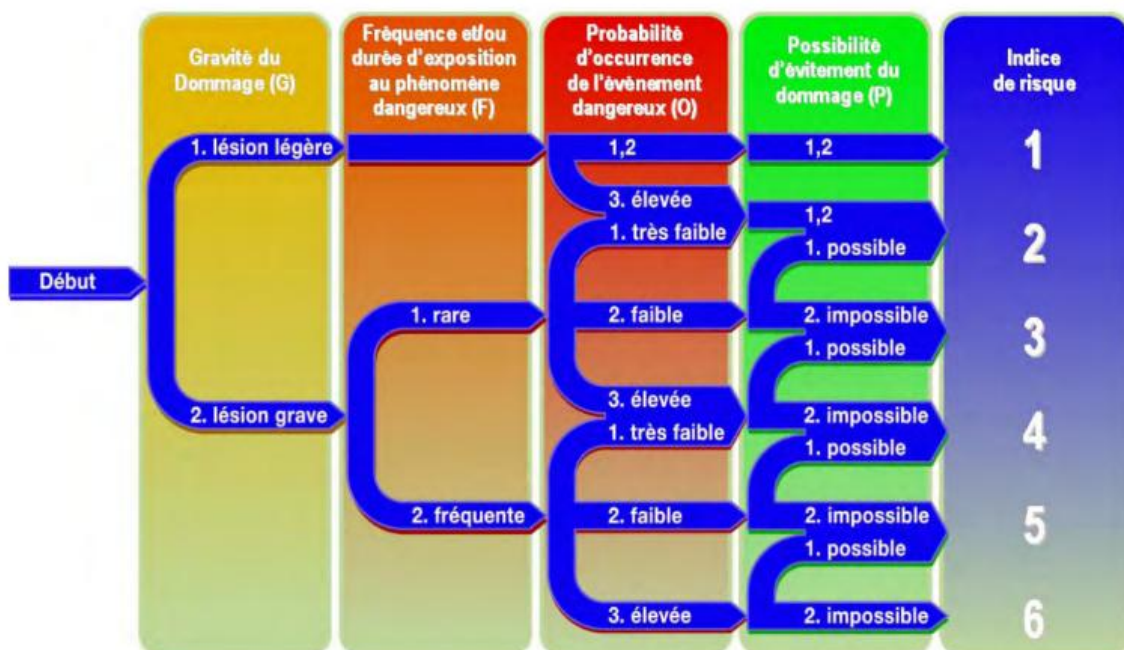 Gravité du
Dommage (G)
Fréquence et/ou
durée d'exposition
au phénomène
dangereux (F)
Probabilité
d'occurrence
de l'évènement
dangereux (O)
Possibilité
d'évitement du
dommage (P)
Indice
de risque
Début
1. lésion légère
2. lésion grave
1. rare
2. fréquente
1,2
3. élevée
1. très faible
2. faible
3. élevée
1. très faible
2. faible
3. élevée
1,2
1,2
1. possible
2. impossible
1. possible
2. impossible
1. possible
2. impossible
1. possible
2. impossible
1
2
3
4
5
6